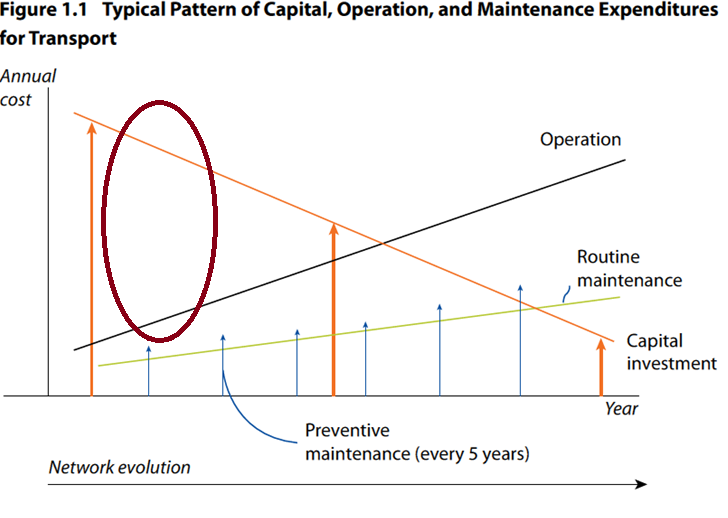 Figure 1.1 Typical Pattern of Capital, Operation, and Maintenance Expenditures
for Transport
Annual
cost
Operation
Routine
maintenance
Capital
investment
Year
Preventive
maintenance (every 5 years)
Network evolution